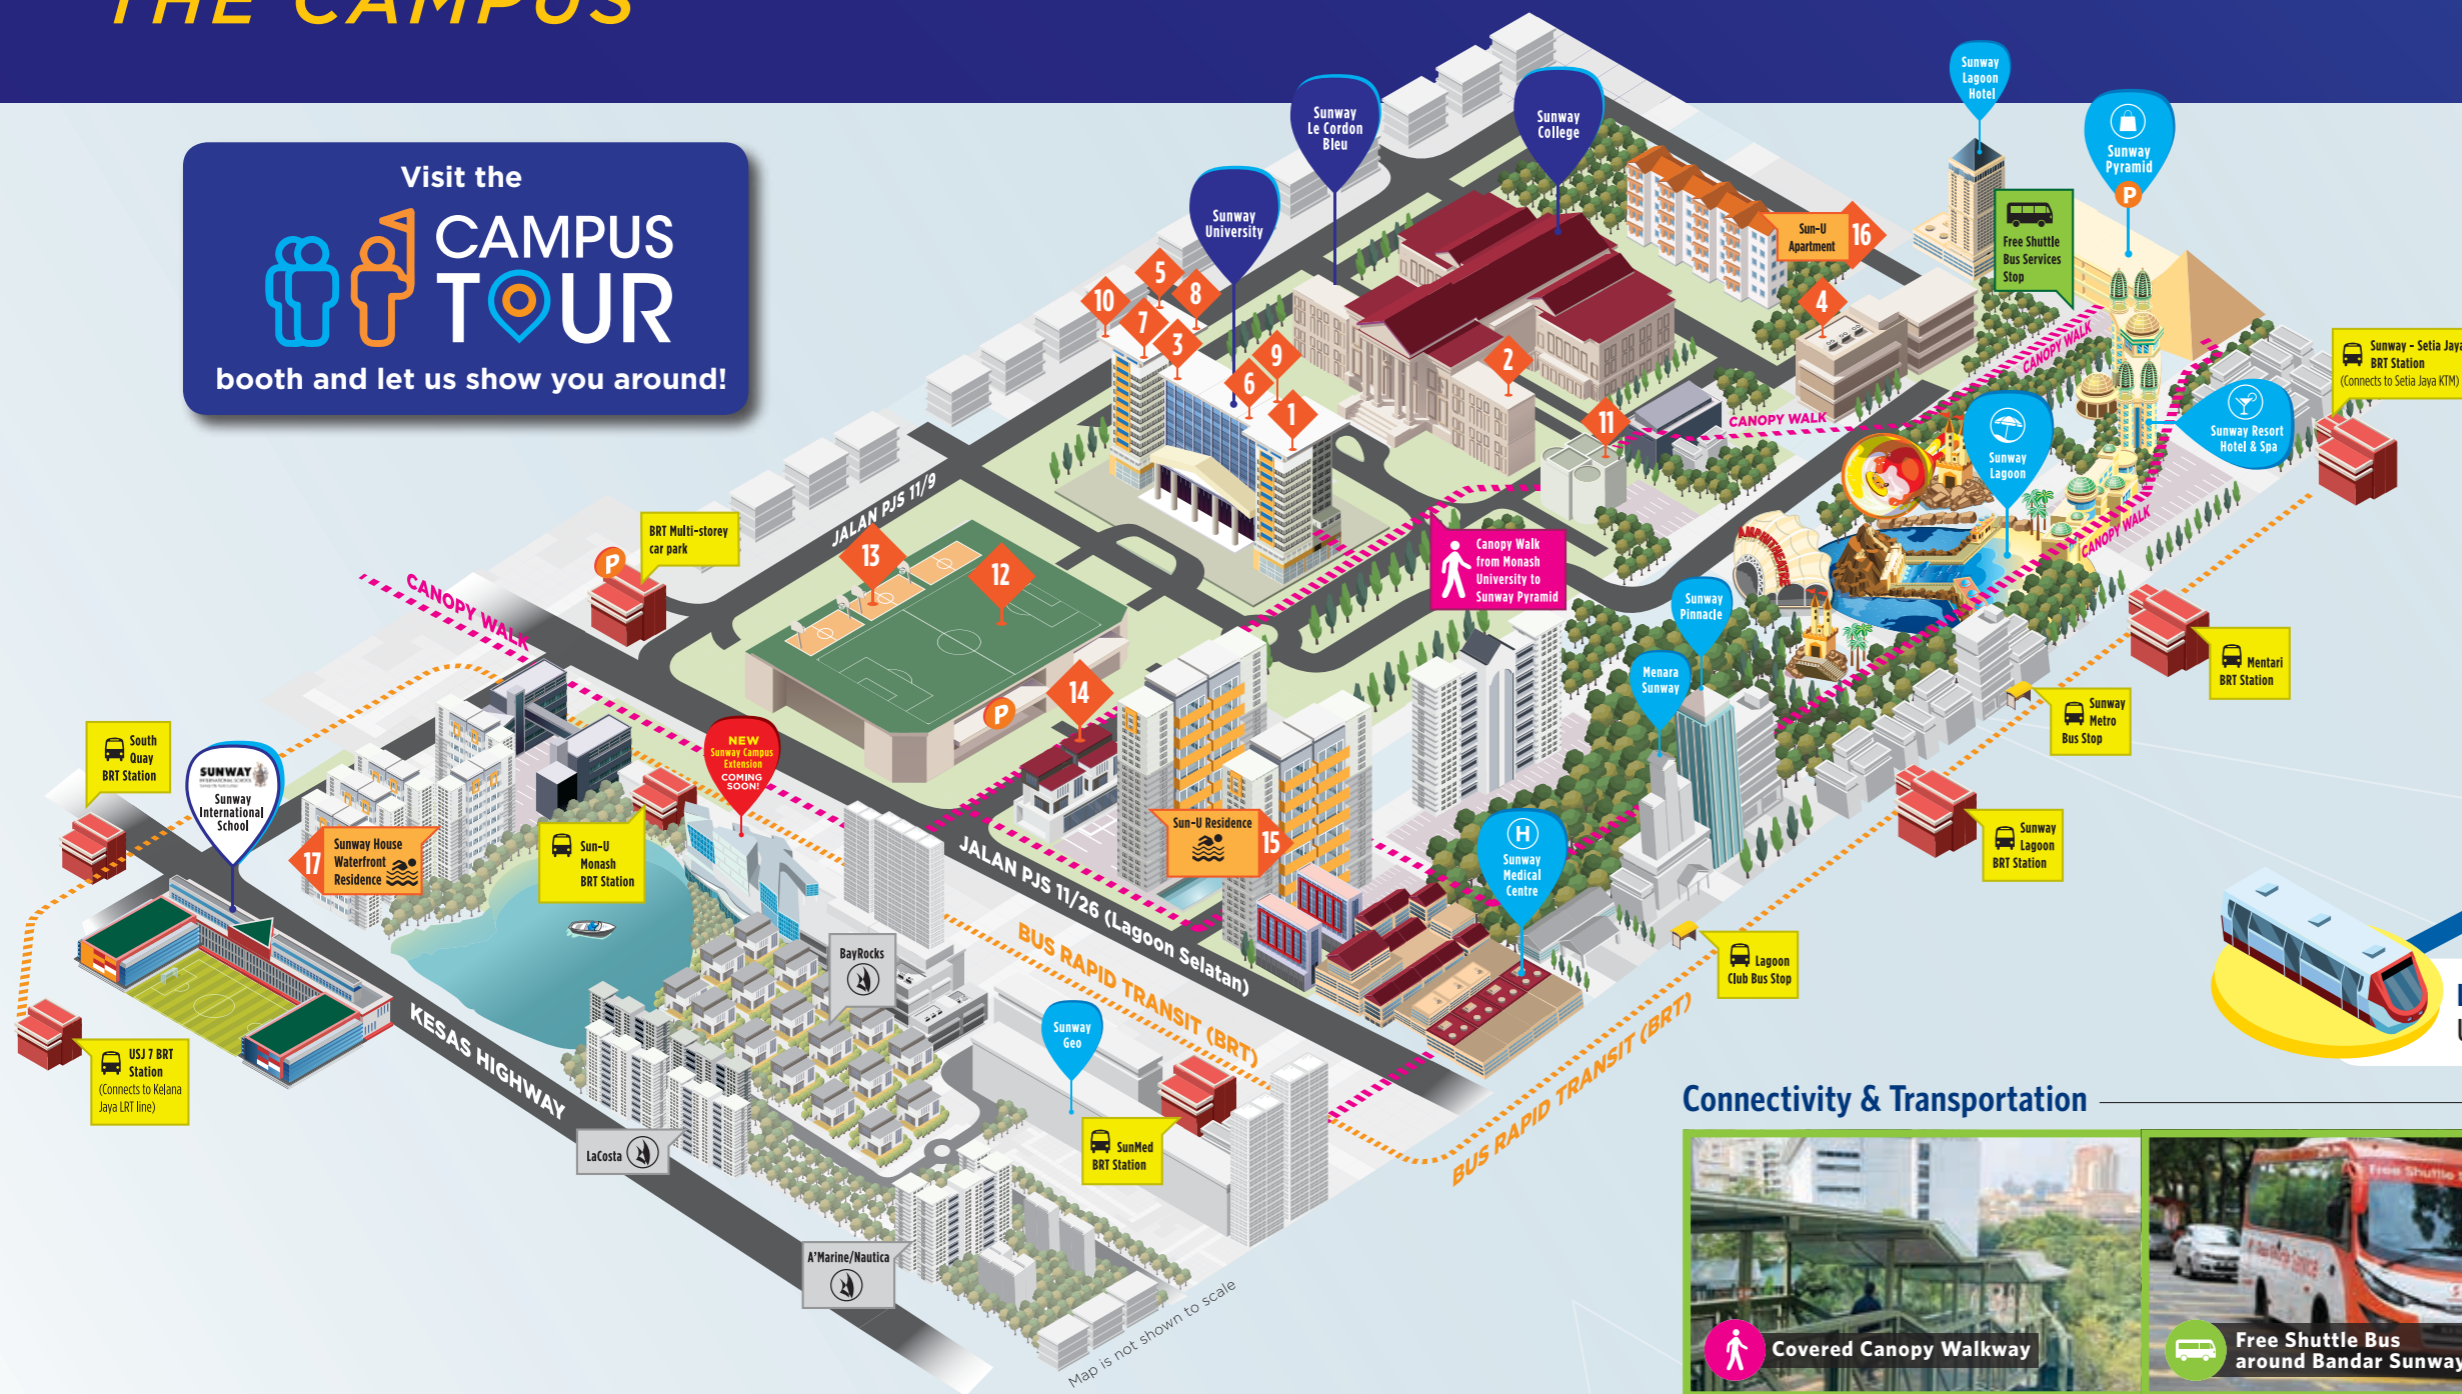 THE CAMPUS
Visit the
CAMPUS
TOUR
booth and let us show you around!
Sunway
University
Sunway
Le Cordon
Bleu
Sunway
College
Sunway
Lagoon
Hotel
Sunway
Pyramid
P
Free Shuttle
Bus Services
Stop
Sun-U
Apartment
16
5
10
8
7
3
9
6
1
2
4
11
CANOPY WALK
CANOPY WALK
Sunway - Setia Jaya
BRT Station
(Connects to Setia Jaya KTM)
Sunway Resort
Hotel & Spa
Sunway
Lagoon
AMPHITHEATRE
CANOPY WALK
JALAN PJS 11/9
BRT Multi-storey
car park
P
13
12
Canopy Walk
from Monash
University to
Sunway Pyramid
CANOPY WALK
Sunway
Pinnacle
Menara
Sunway
Mentari
BRT Station
Sunway
Metro
Bus Stop
14
P
South
Quay
BRT Station
SUNWAY
Sunway
International
School
NEW
Sunway Campus
Extension
COMING
SOON!
17
Sunway House
Waterfront
Residence
Sun-U
Monash
BRT Station
Sun-U Residence
15
H
Sunway
Medical
Centre
Sunway
Lagoon
BRT Station
JALAN PJS 11/26 (Lagoon Selatan)
BUS RAPID TRANSIT (BRT)
BayRocks
Lagoon
Club Bus Stop
KESAS HIGHWAY
Sunway
Geo
USJ 7 BRT
Station
(Connects to Kelana
Jaya LRT line)
BUS RAPID TRANSIT (BRT)
SunMed
BRT Station
LaCosta
A'Marine/Nautica
Map is not shown to scale
Connectivity & Transportation
Free Shuttle
Covered Canopy Walkway
Free Shuttle Bus
around Bandar Sunway